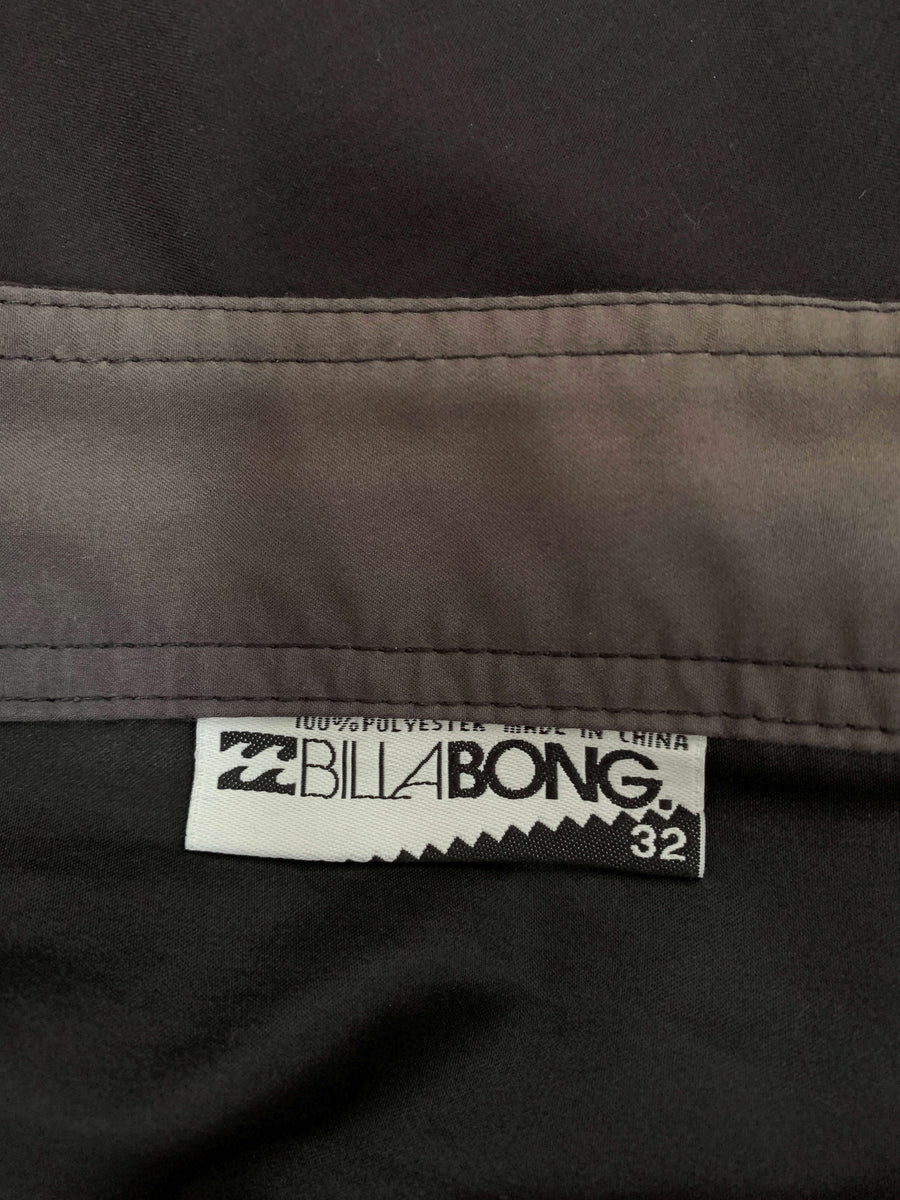 100% POLYESTER MADE IN CHINA
BILLABONG.
32